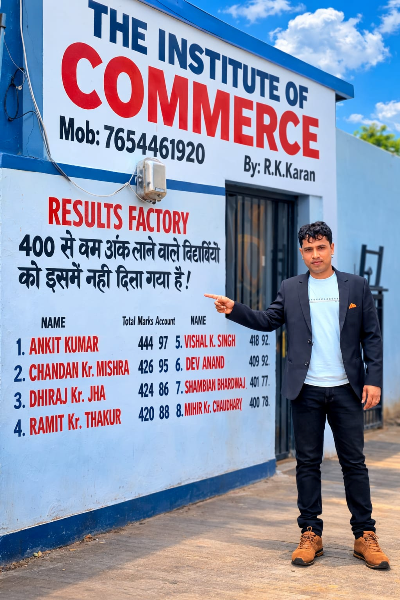 THE INSTITUTE OF
COMMERCE
Mob: 7654461920
By: R.K.Karan
RESULTS FACTORY
400 से कम अंक लाने वाले विद्यार्थियो
को इसमें नही दिला गया है!
NAME Total Marks Account NAME
1. ANKIT KUMAR 444 97 5. VISHAL K. SINGH 418 92.
2. CHANDAN Kr. MISHRA 426 95 6. DEV ANAND 409 92.
3. DHIRAJ Kr. JHA 424 86 7. SHAMBIAN BHARDWAJ 401 77.
4. RAMIT Kr. THAKUR 420 88 8. MIHIR Kr. CHAUDHARY 400 78.